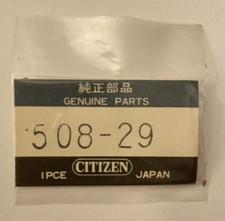 純正部品
GENUINE PARTS
508-29
CITIZEN
1PCE JAPAN